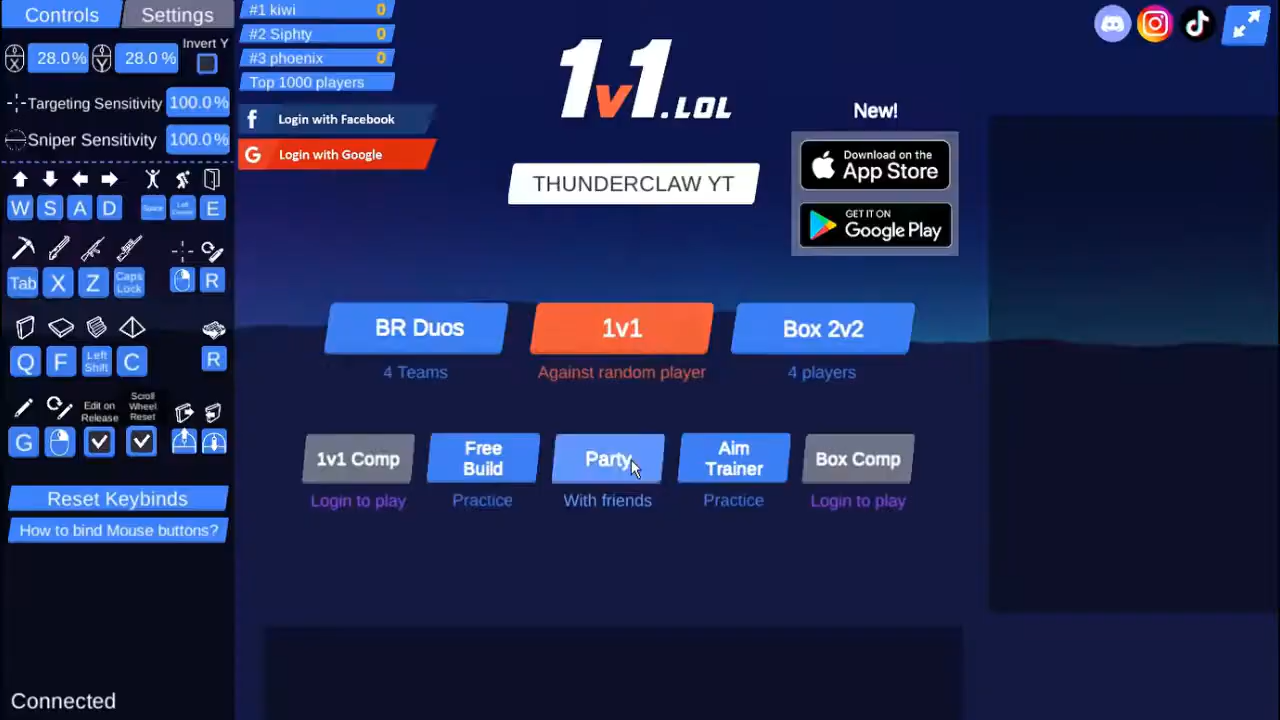 Controls
Settings
Invert Y
X 28.0% Y 28.0%
Targeting Sensitivity 100.0%
Sniper Sensitivity 100.0%
W S A D Space E
Tab X Z Caps Lock R
Q F Left Shift C R
Edit on Release
Scroll Wheel Reset
G
Reset Keybinds
How to bind Mouse buttons?
Connected
#1 kiwi 0
#2 Siphty 0
#3 phoenix 0
Top 1000 players
f Login with Facebook
G Login with Google
1v1.LOL
THUNDERCLAW YT
New!
Download on the
App Store
GET IT ON
Google Play
BR Duos
4 Teams
1v1
Against random player
Box 2v2
4 players
1v1 Comp
Login to play
Free
Build
Practice
Party
With friends
Aim
Trainer
Practice
Box Comp
Login to play